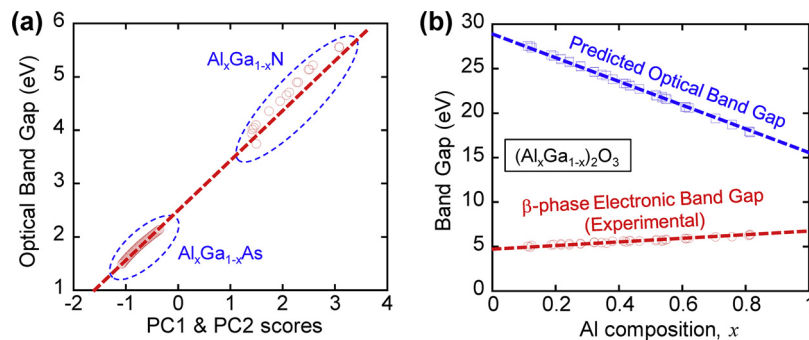 (a)
6
5
4
3
2
1
Optical Band Gap (eV)
AlxGa1-xN
AlxGa1-xAs
-2
-1
0
1
2
3
4
PC1 & PC2 scores
(b)
30
25
20
15
10
5
0
Band Gap (eV)
Predicted Optical Band Gap
(AlxGa1-x)2O3
β-phase Electronic Band Gap
(Experimental)
0
0.2
0.4
0.6
0.8
1
Al composition, x